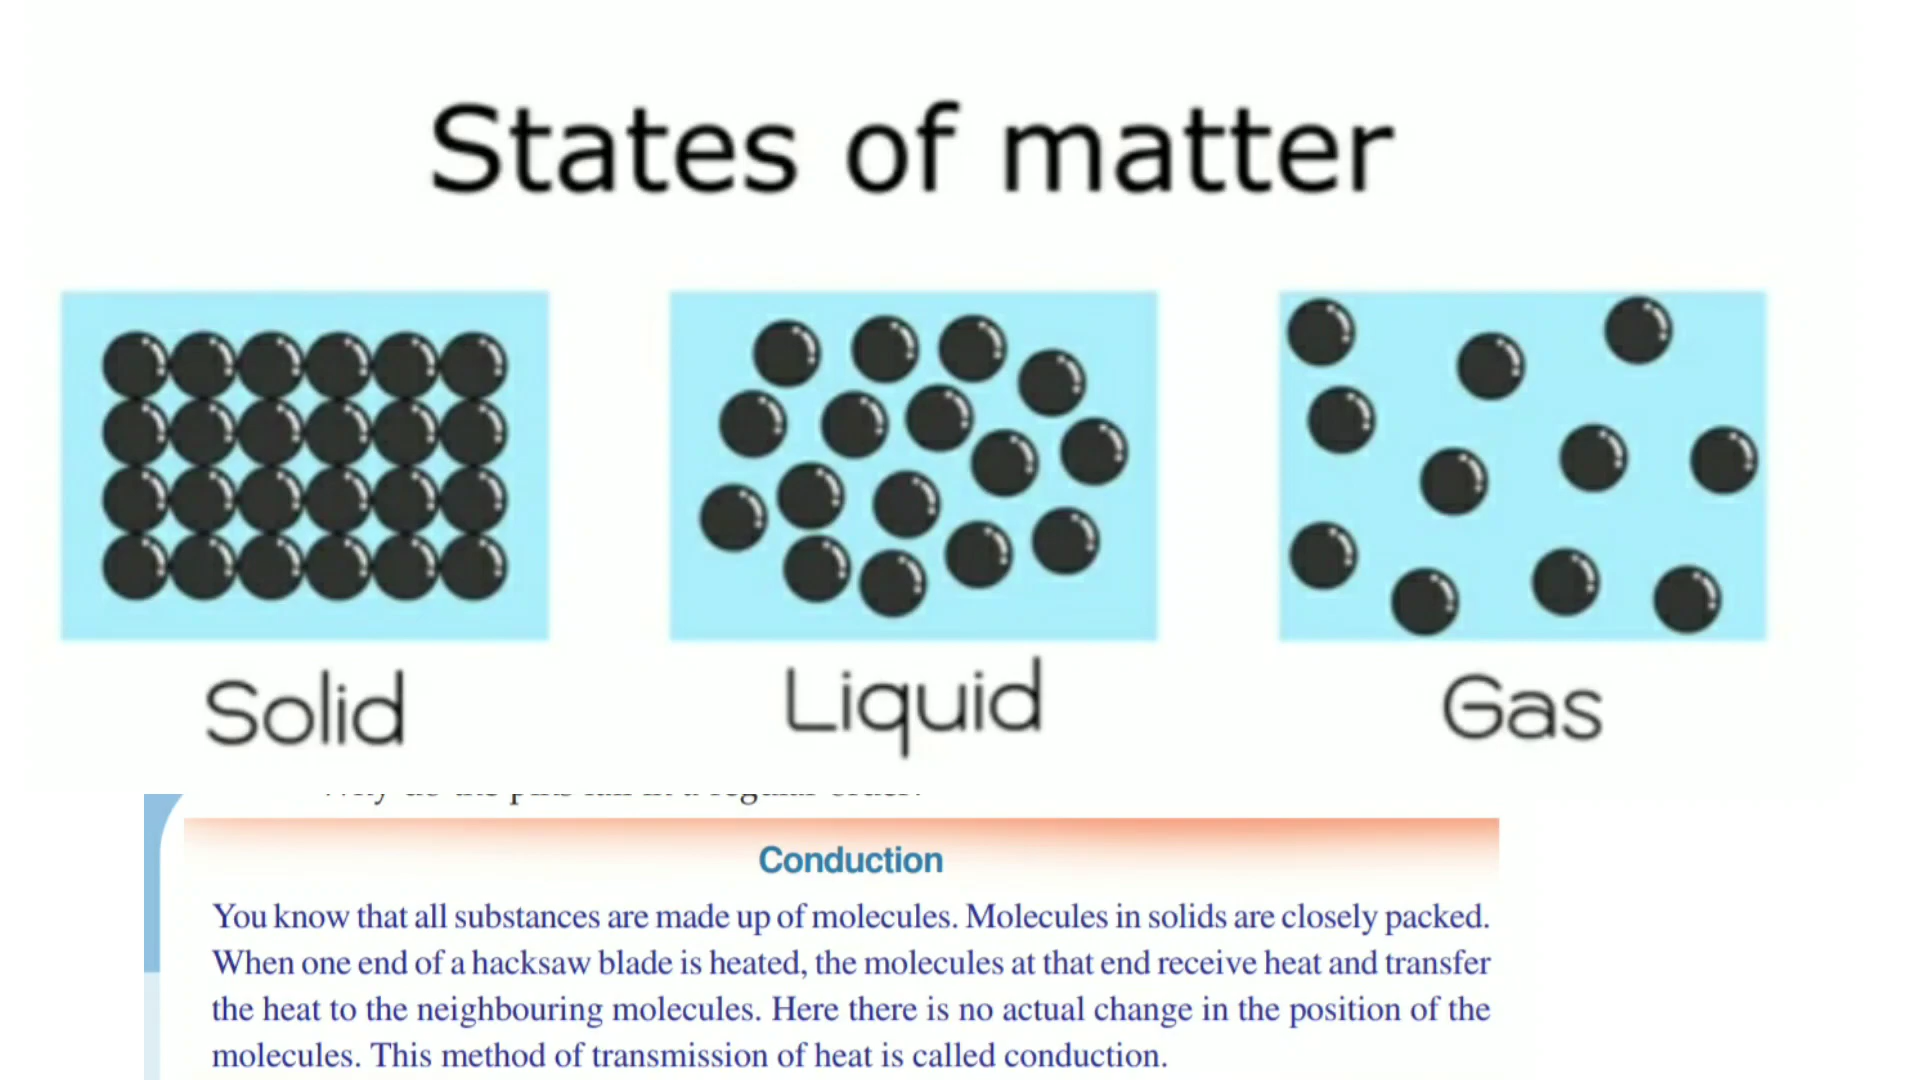 States of matter
Solid Liquid Gas
Conduction
You know that all substances are made up of molecules. Molecules in solids are closely packed.
When one end of a hacksaw blade is heated, the molecules at that end receive heat and transfer
the heat to the neighbouring molecules. Here there is no actual change in the position of the
molecules. This method of transmission of heat is called conduction.